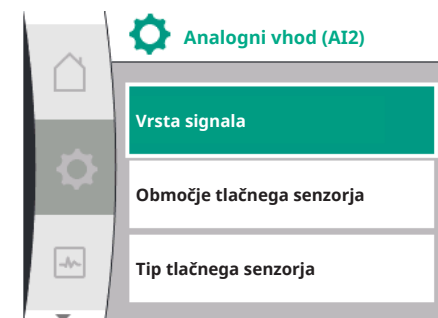 Analogni vhod (AI2)
Vrsta signala
Območje tlačnega senzorja
Tip tlačnega senzorja